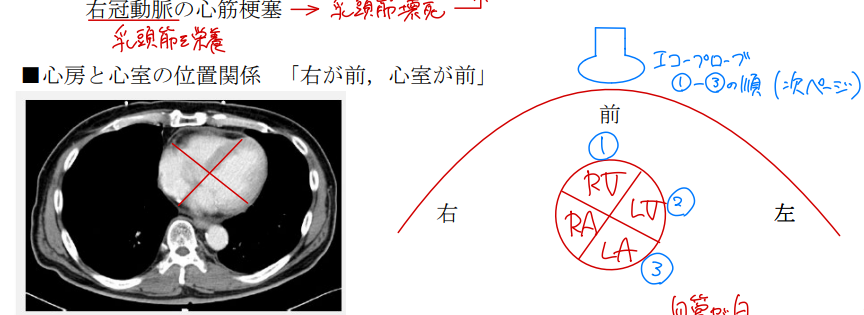 右冠動脈の心筋梗塞 → 乳頭筋壊死
乳頭筋を栄養
■心房と心室の位置関係 「右が前,心室が前」
エコープローブ
①-③の順(次ページ)
前
①
右
RV
LV
②
左
RA
LA
③